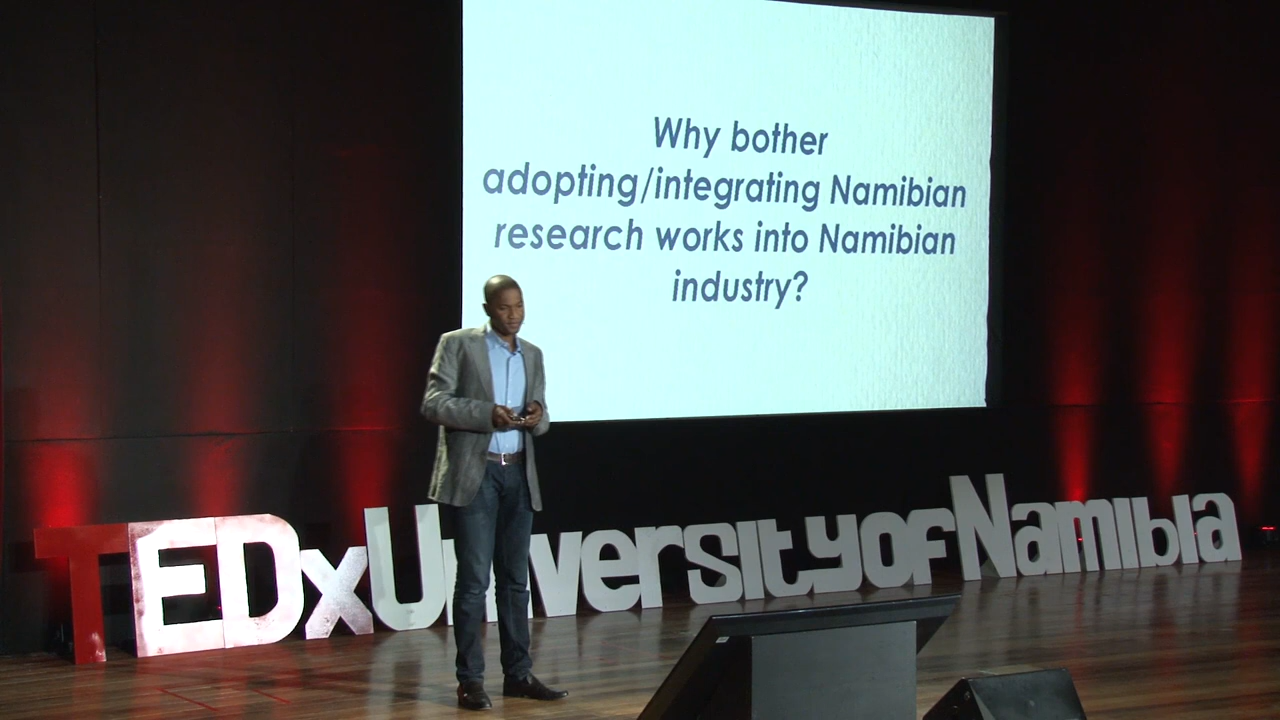 Why bother
adopting/integrating Namibian
research works into Namibian
industry?
TEDxUniversityofNamibia